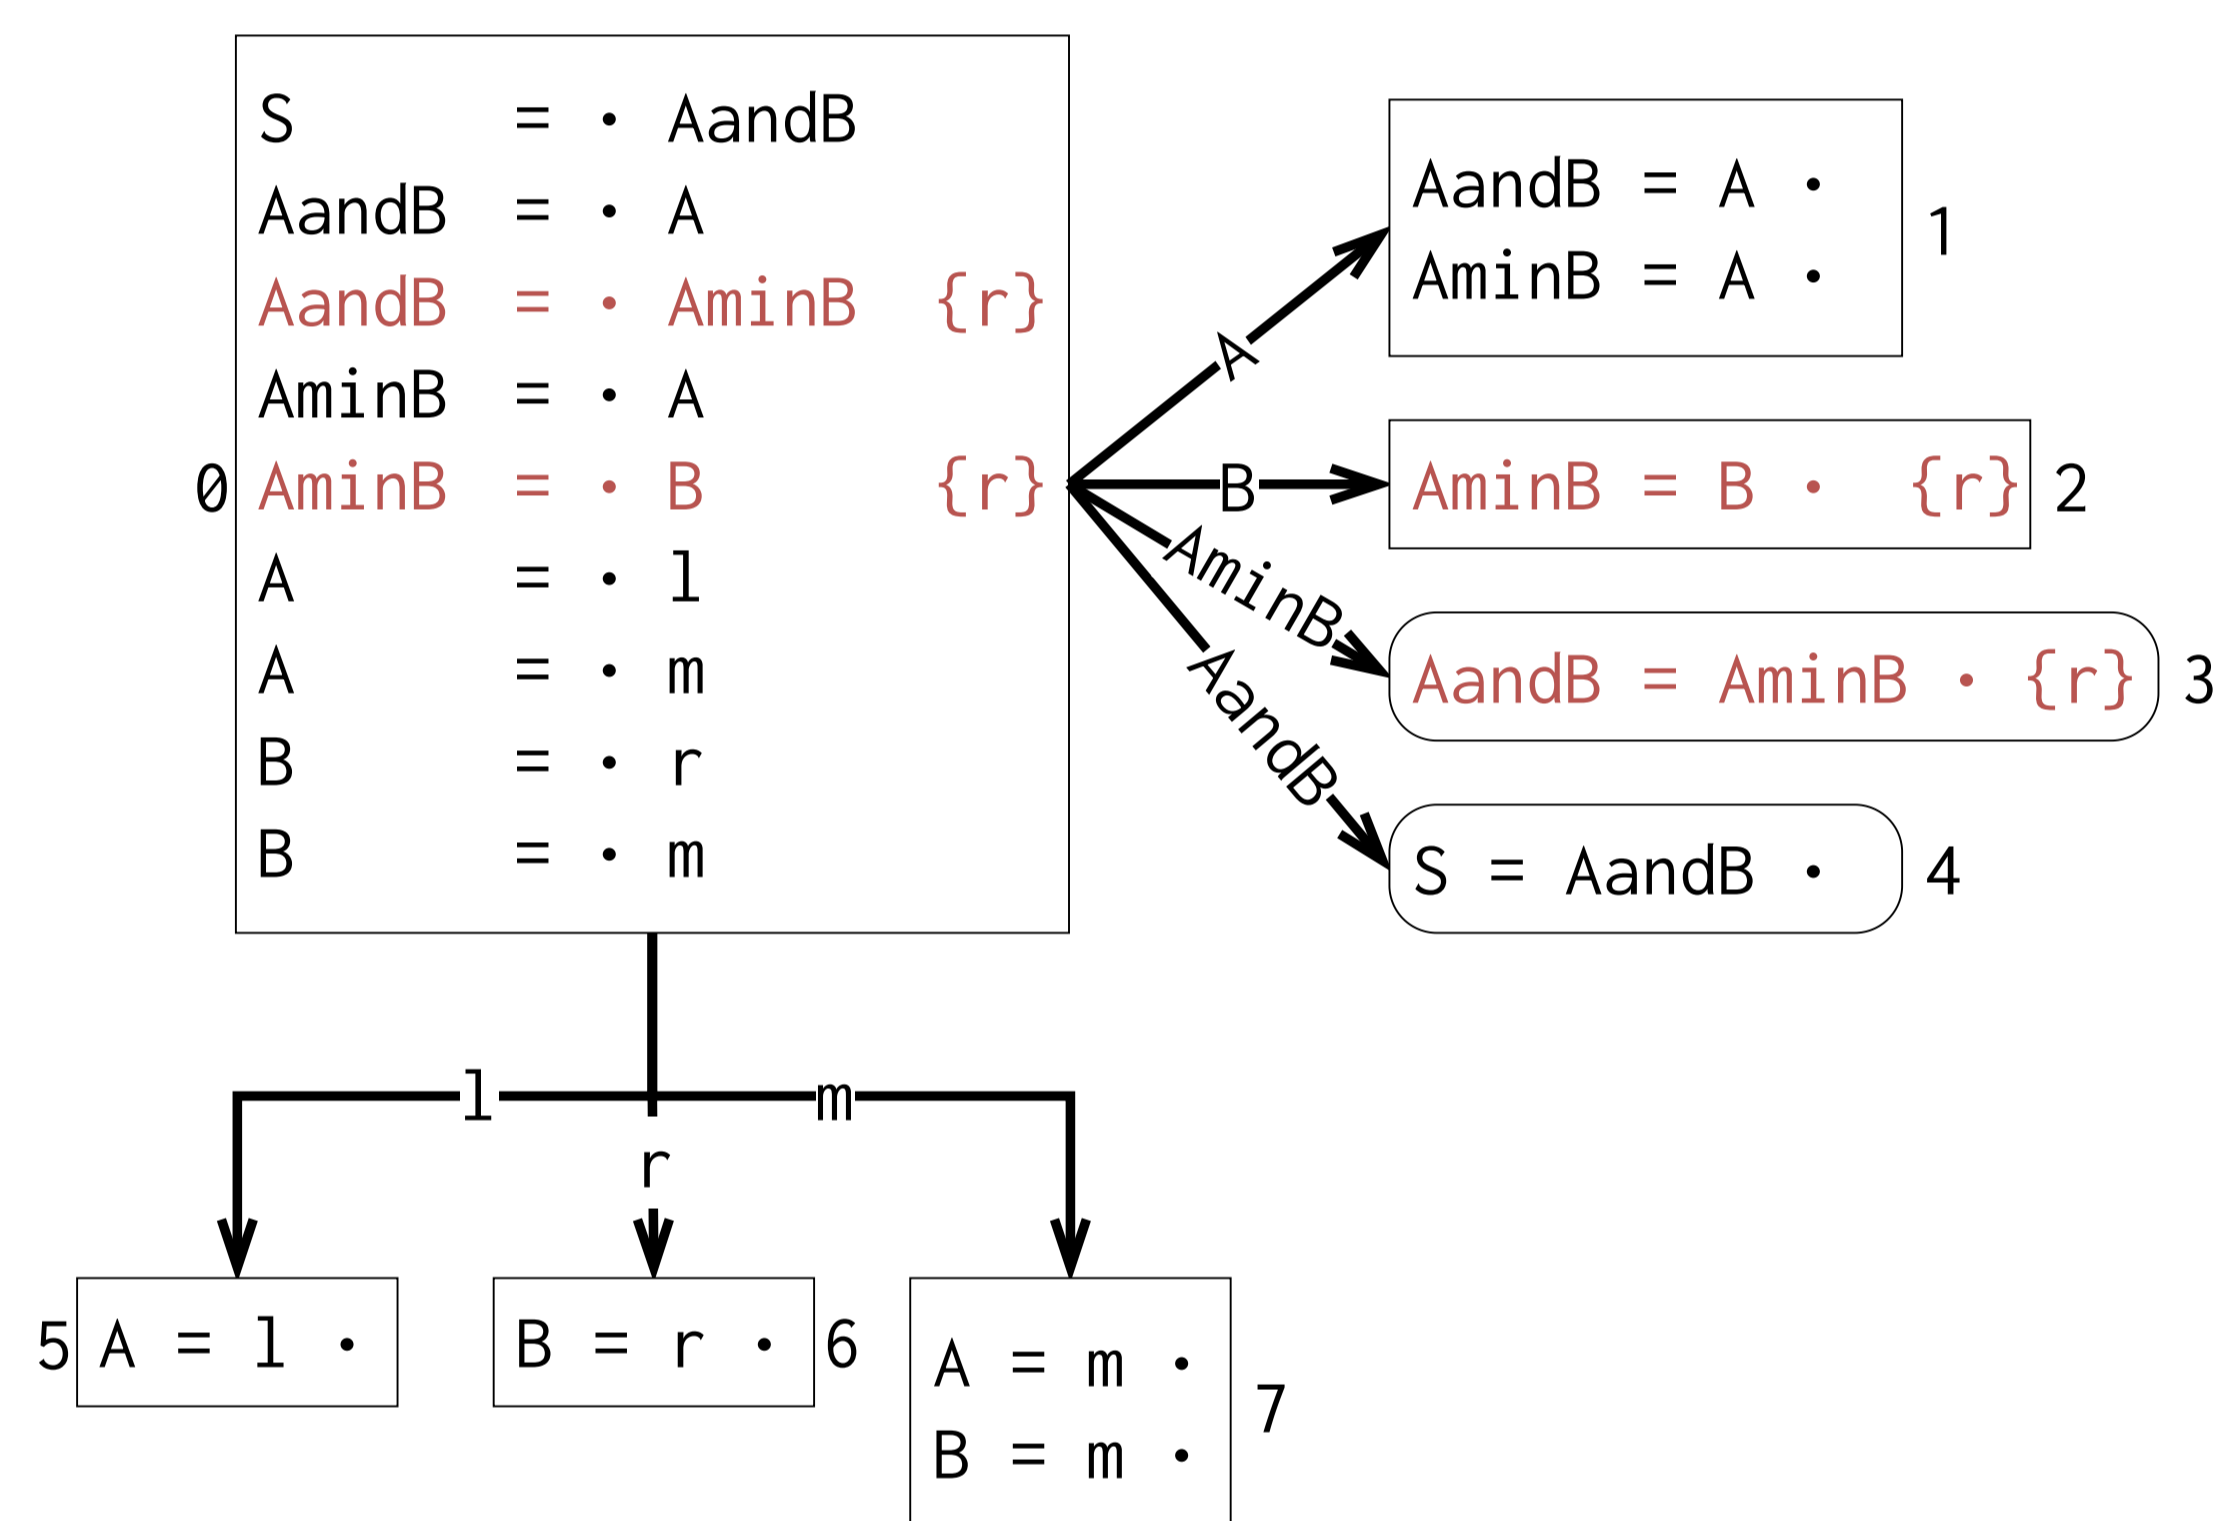 S = · AandB
AandB = · A
AandB = · AminB {r}
AminB = · A
0 AminB = · B {r}
A = · l
A = · m
B = · r
B = · m
A
B
AminB
AandB
AandB = A ·
AminB = A ·
1
AminB = B · {r} 2
AandB = AminB · {r} 3
S = AandB · 4
l
r
m
5 A = l ·
B = r · 6
A = m ·
B = m ·
7